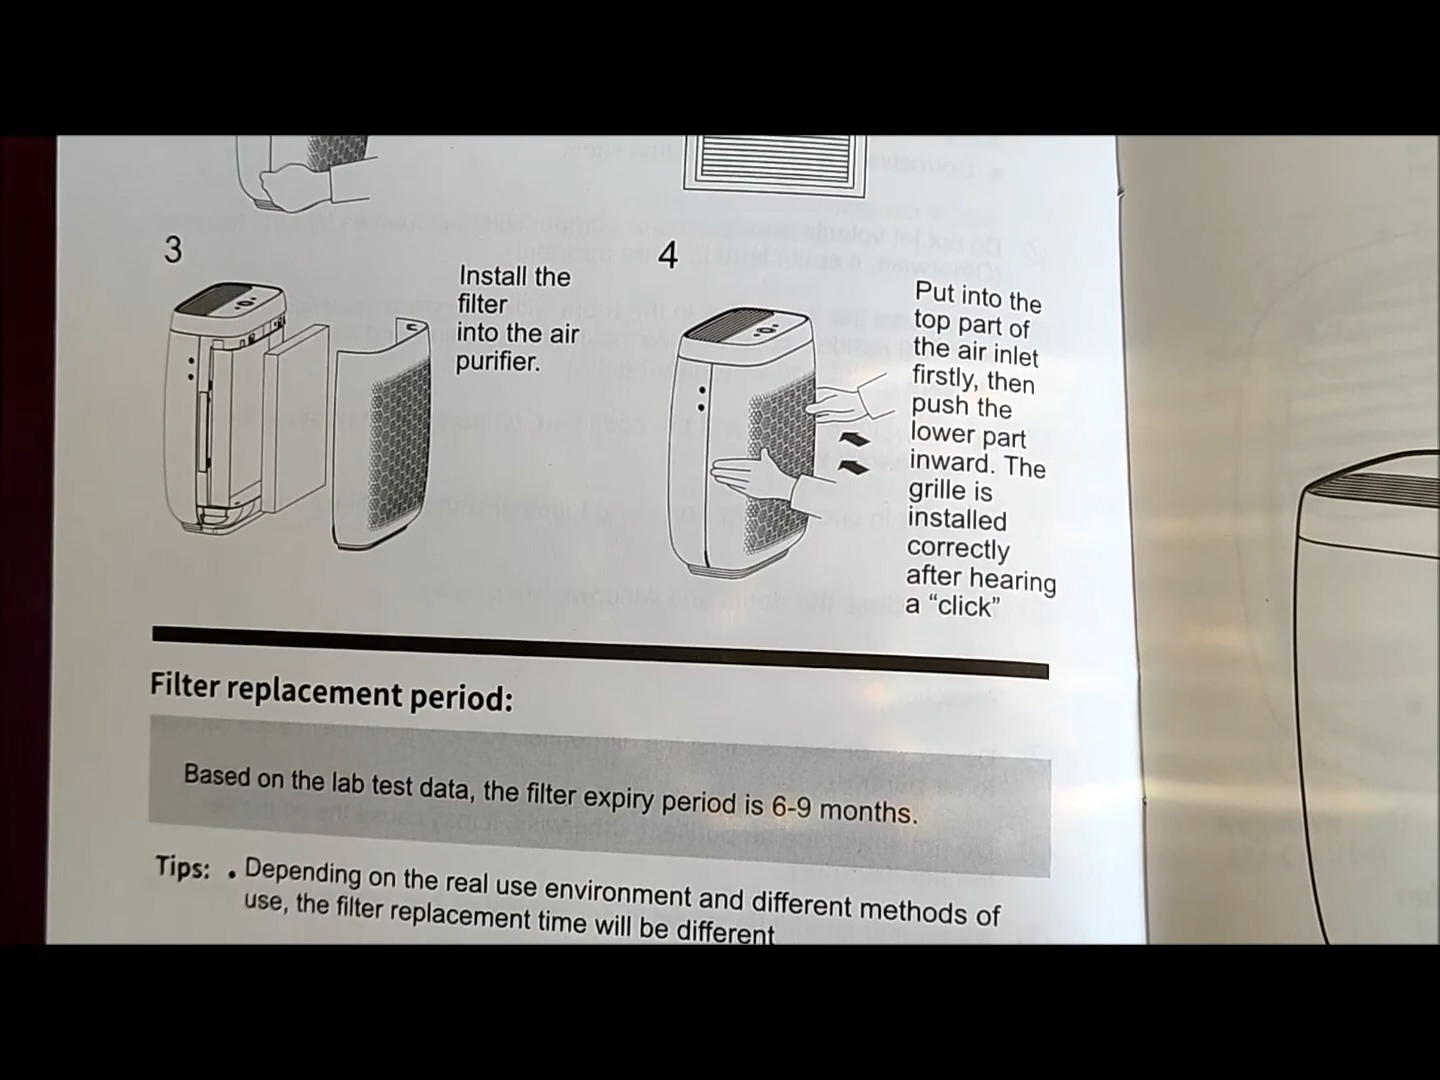 3
Install the
filter
into the air
purifier.
4
Put into the
top part of
the air inlet
firstly, then
push the
lower part
inward. The
grille is
installed
correctly
after hearing
a “click”
Filter replacement period:
Based on the lab test data, the filter expiry period is 6-9 months.
Tips: • Depending on the real use environment and different methods of
use, the filter replacement time will be different